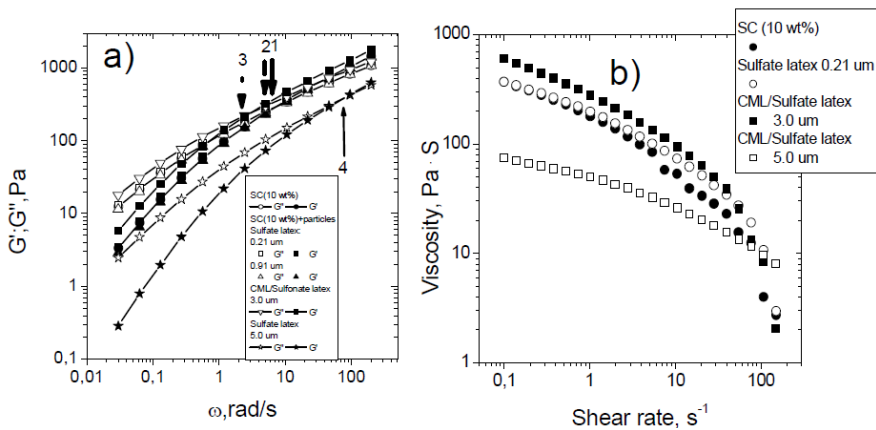 a)
3
21
4
1000
100
10
1
0,1
G';G'', Pa
0,01
0,1
1
10
100
ω,rad/s
SC(10 wt%)
G'' G'
SC(10 wt%)+particles
Sulfate latex:
0.21 um
G'' G'
0.91 um
G'' G'
CML/Sulfonate latex
3.0 um
G'' G'
Sulfate latex
5.0 um
G'' G'
b)
1000
100
10
1
Viscosity, Pa · S
0,1
1
10
100
Shear rate, s⁻¹
SC (10 wt%)
Sulfate latex 0.21 um
CML/Sulfate latex
3.0 um
CML/Sulfate latex
5.0 um